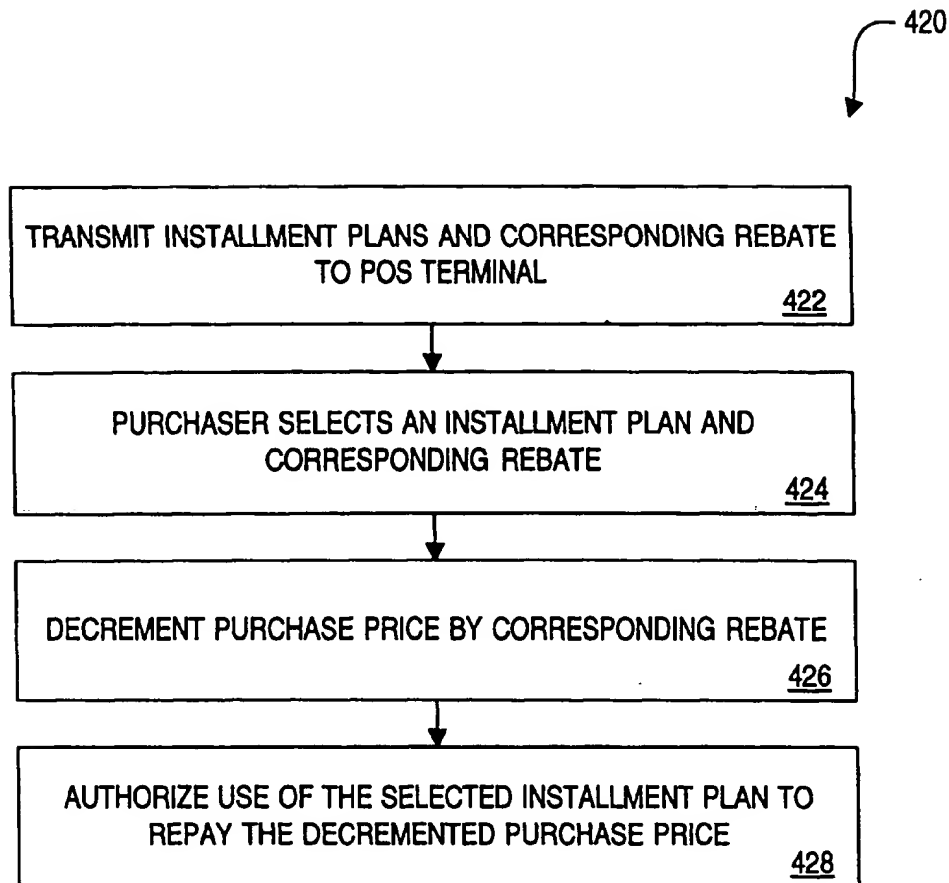 420
TRANSMIT INSTALLMENT PLANS AND CORRESPONDING REBATE
TO POS TERMINAL
422
PURCHASER SELECTS AN INSTALLMENT PLAN AND
CORRESPONDING REBATE
424
DECREMENT PURCHASE PRICE BY CORRESPONDING REBATE
426
AUTHORIZE USE OF THE SELECTED INSTALLMENT PLAN TO
REPAY THE DECREMENTED PURCHASE PRICE
428